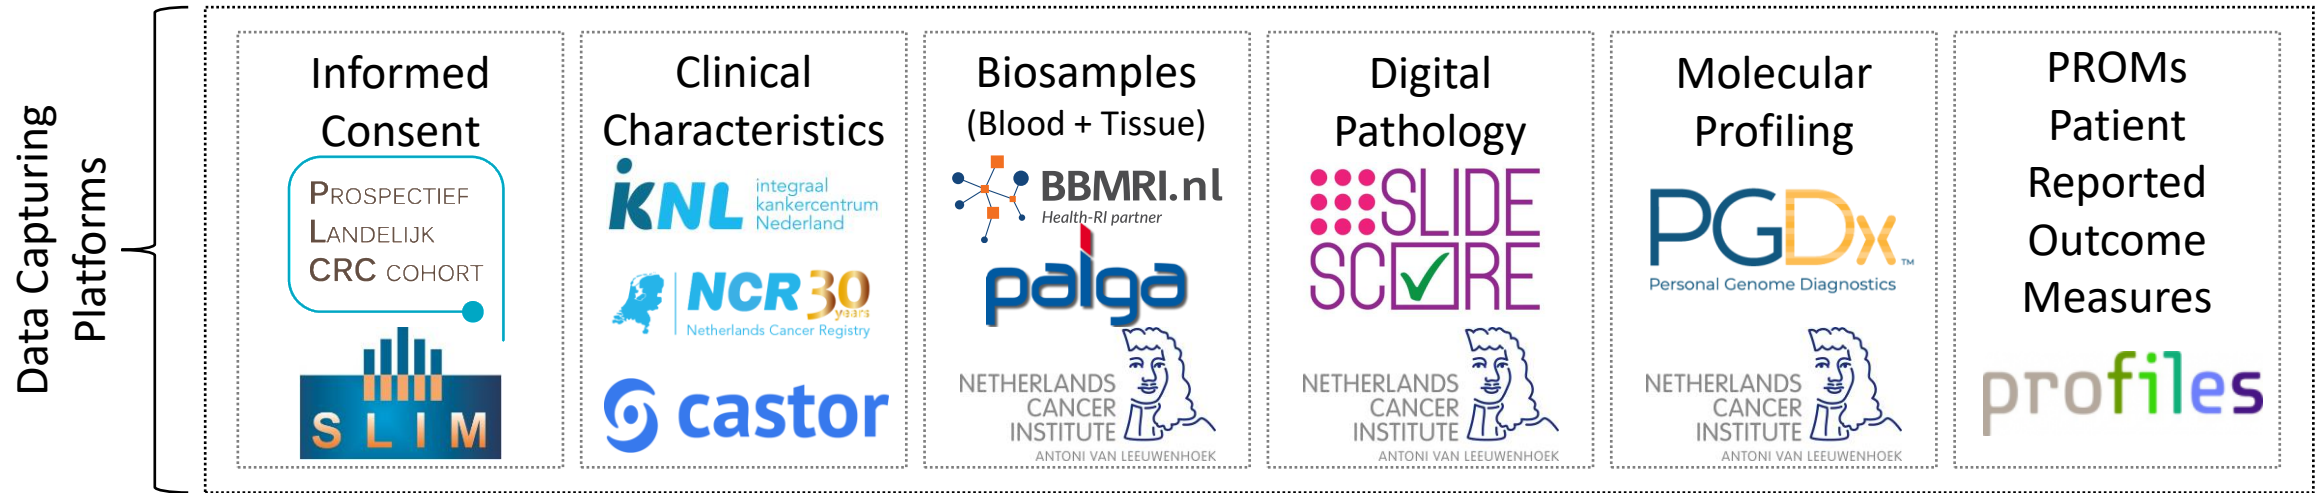 Data Capturing
Platforms
Informed
Consent
PROSPECTIEF
LANDELIJK
CRC COHORT
SLIM
Clinical
Characteristics
iKNL
integraal
kankercentrum
Nederland
NCR 30
years
Netherlands Cancer Registry
castor
Biosamples
(Blood + Tissue)
BBMRI.nl
Health-RI partner
palga
NETHERLANDS
CANCER
INSTITUTE
ANTONI VAN LEEUWENHOEK
Digital
Pathology
SLIDE
SCORE
NETHERLANDS
CANCER
INSTITUTE
ANTONI VAN LEEUWENHOEK
Molecular
Profiling
PGDx™
Personal Genome Diagnostics
NETHERLANDS
CANCER
INSTITUTE
ANTONI VAN LEEUWENHOEK
PROMs
Patient
Reported
Outcome
Measures
profiles